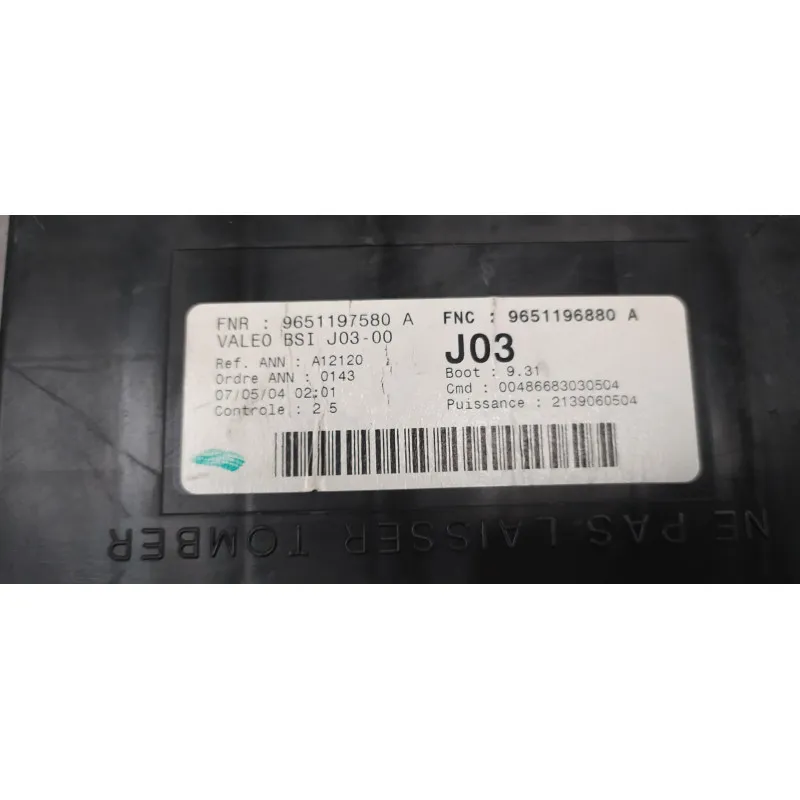 FNR : 9651197580 A
VALEO BSI J03-00
Ref. ANN : A12120
Ordre ANN : 0143
07/05/04 02:01
Controle : 2 5
FNC : 9651196880 A
J03
Boot : 9.31
Cmd : 00486683030504
Puissance : 2139060504
NE PAS LAISSER TOMBER